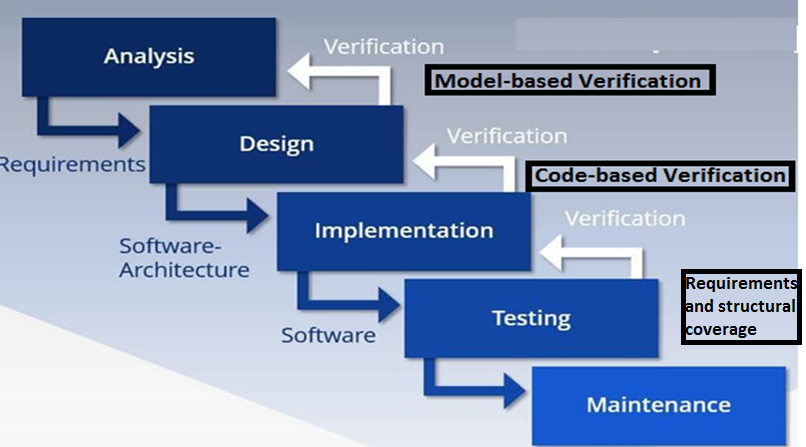 Analysis
Verification
Model-based Verification
Requirements
Design
Verification
Code-based Verification
Software-
Architecture
Implementation
Verification
Requirements
and structural
coverage
Software
Testing
Maintenance